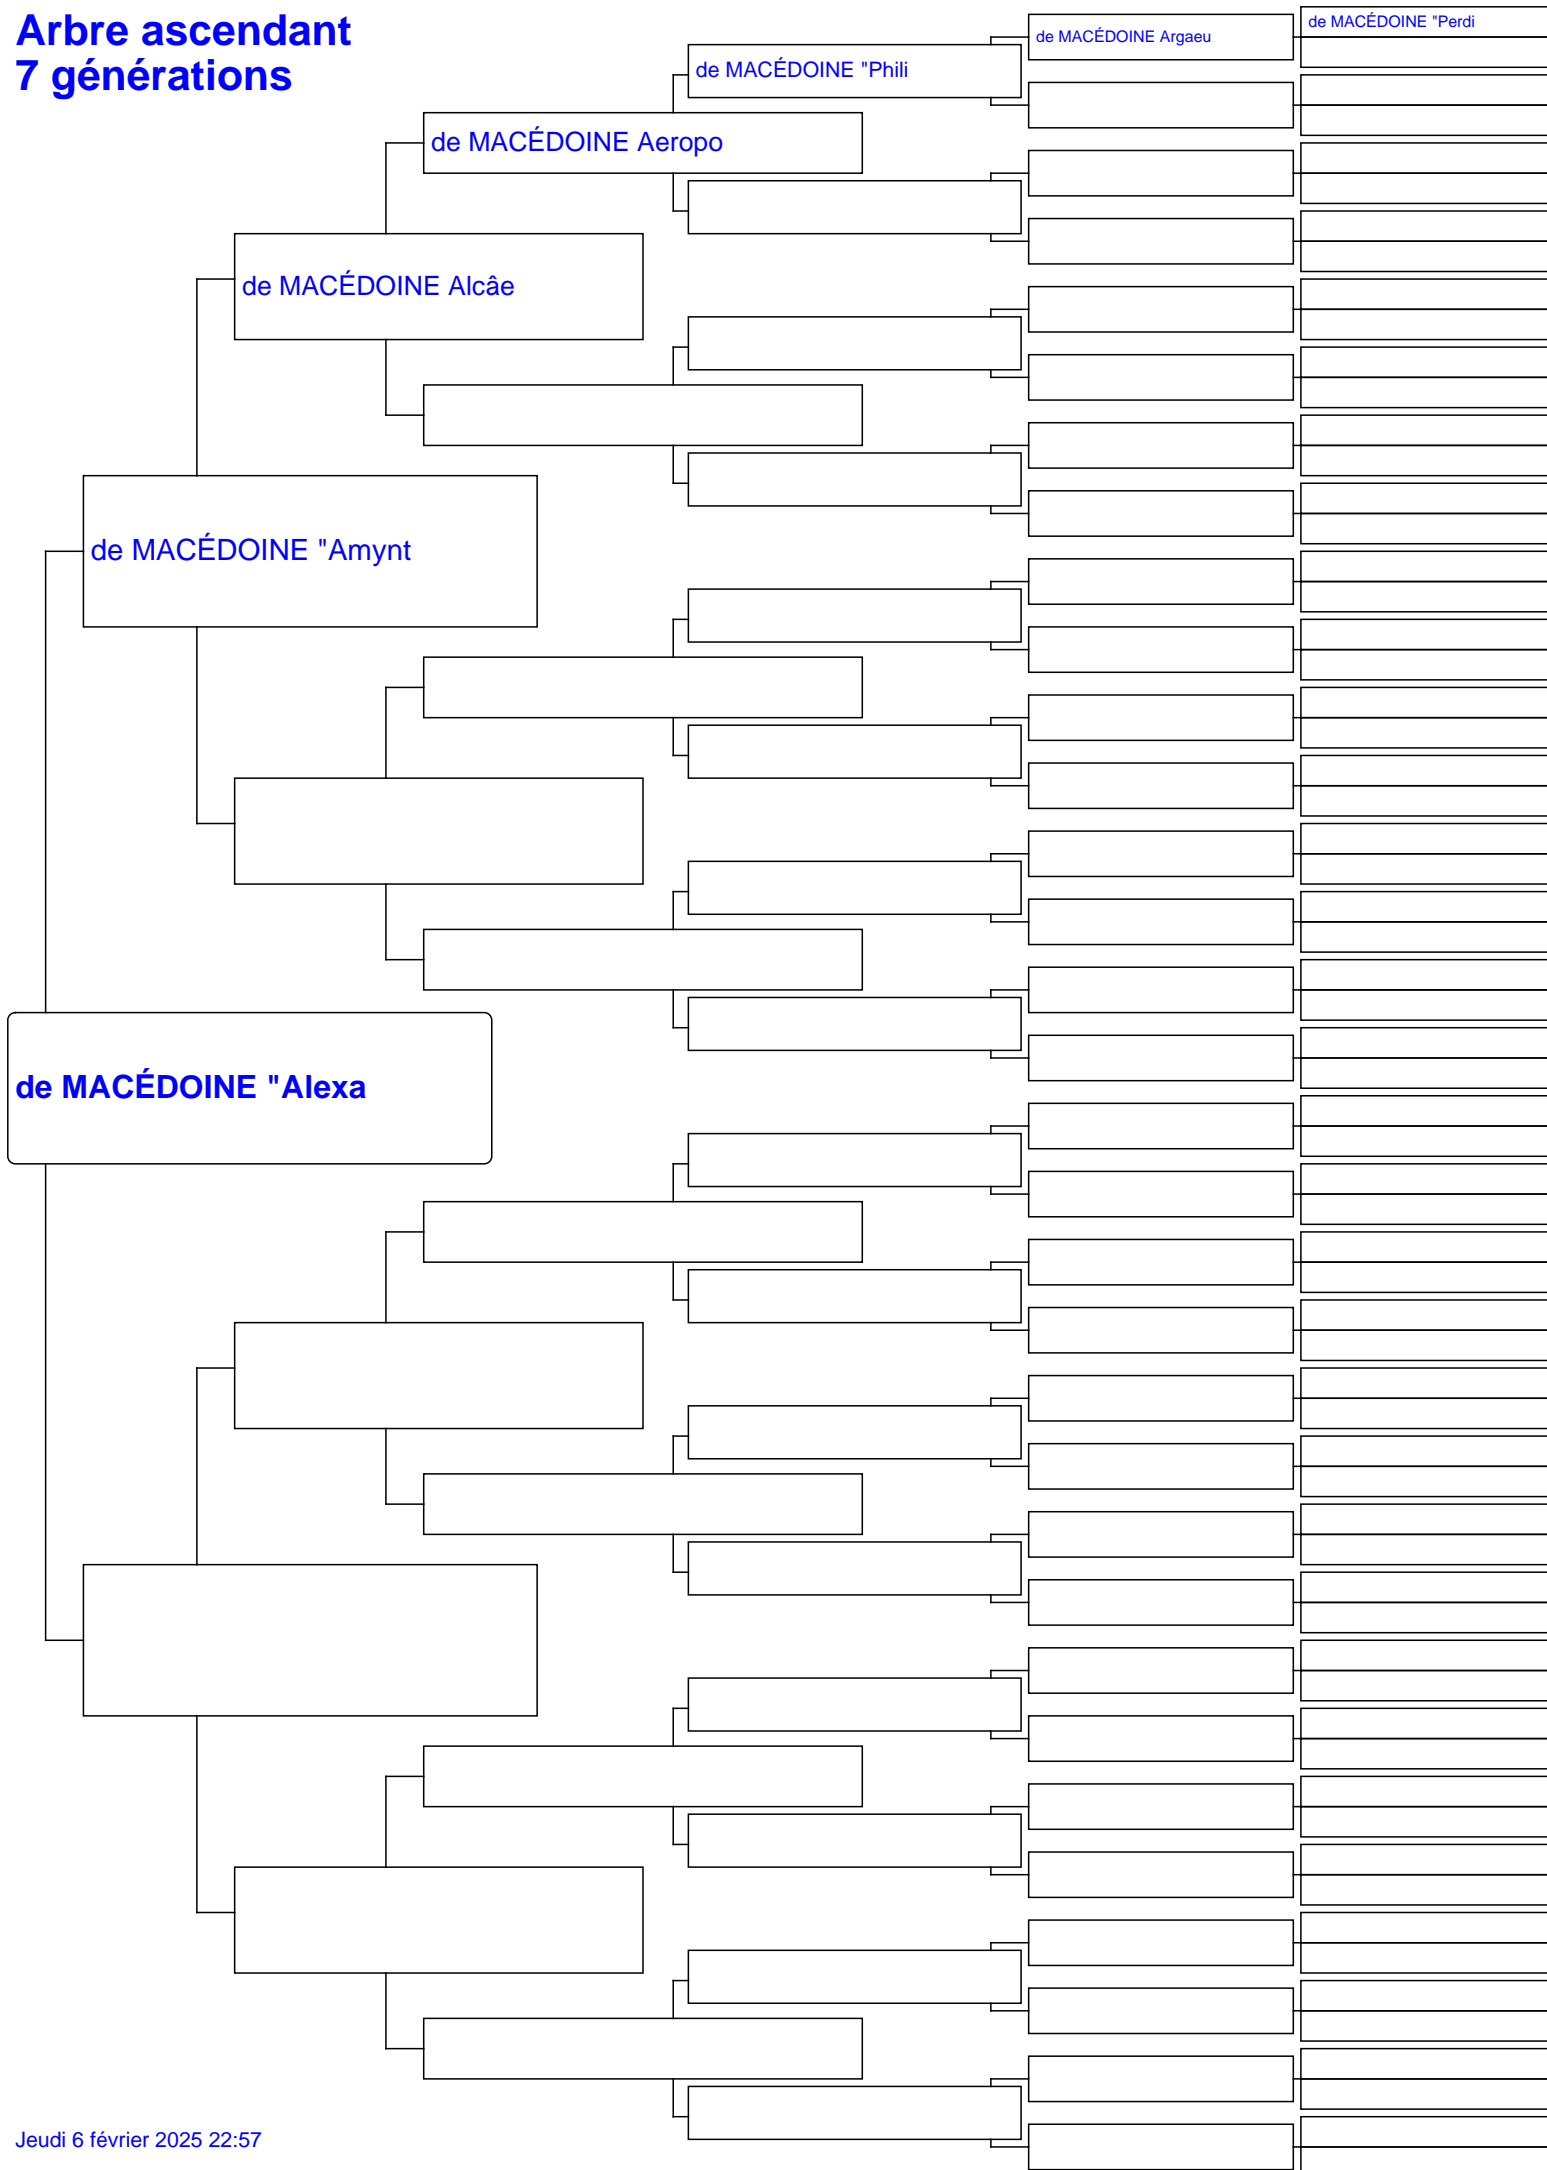 Arbre ascendant
7 générations
de MACÉDOINE "Perdi
de MACÉDOINE Argaeu
de MACÉDOINE "Phili
de MACÉDOINE Aeropo
de MACÉDOINE Alcâe
de MACÉDOINE "Amynt
de MACÉDOINE "Alexa
Jeudi 6 février 2025 22:57